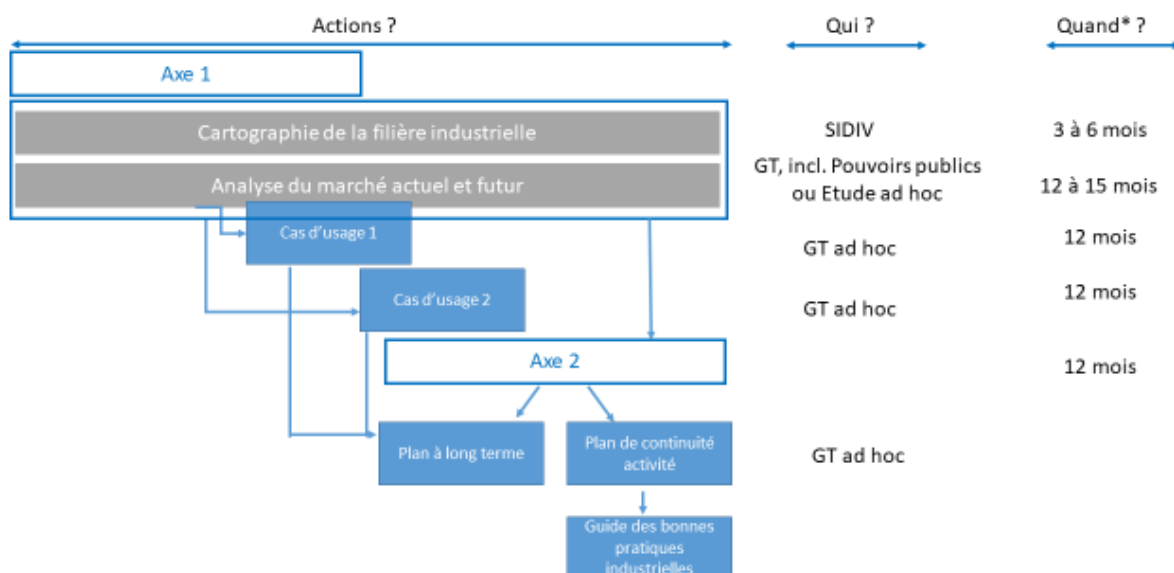 Actions ?
Qui ?
Quand* ?
Axe 1
Cartographie de la filière industrielle
SIDIV
3 à 6 mois
Analyse du marché actuel et futur
GT, incl. Pouvoirs publics
ou Etude ad hoc
12 à 15 mois
Cas d'usage 1
GT ad hoc
12 mois
Cas d'usage 2
GT ad hoc
12 mois
Axe 2
12 mois
Plan à long terme
Plan de continuité
activité
GT ad hoc
Guide des bonnes
pratiques
industrielles